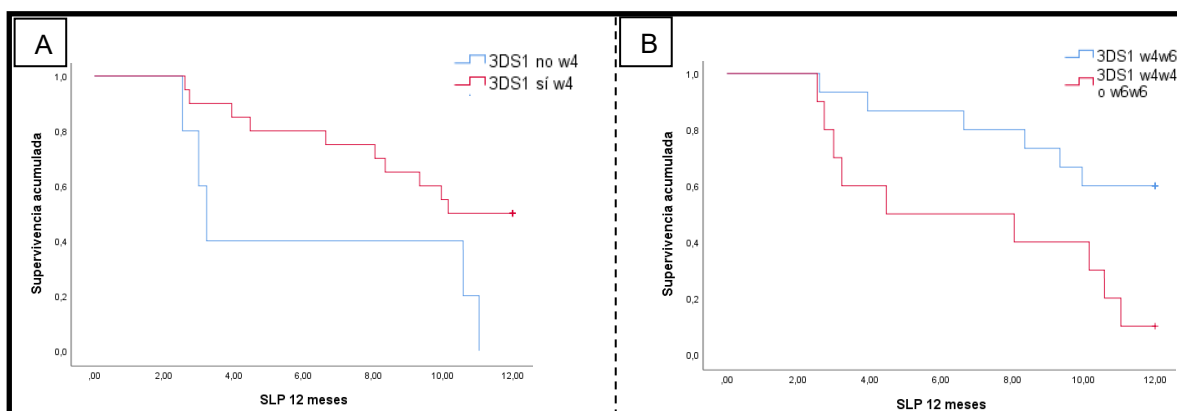 A
3DS1 no w4
3DS1 sí w4
Supervivencia acumulada
1,0
0,8
0,6
0,4
0,2
0,0
,00
2,00
4,00
6,00
8,00
10,00
12,00
SLP 12 meses
B
3DS1 w4w6
3DS1 w4w4
o w6w6
Supervivencia acumulada
1,0
0,8
0,6
0,4
0,2
0,0
,00
2,00
4,00
6,00
8,00
10,00
12,00
SLP 12 meses